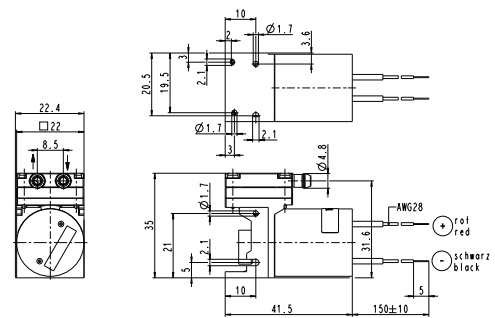 10
Ø1.7
2
3.6
3
2.1
20.5
19.5
Ø1.7
2.1
3
22.4
□22
8.5
Ø4.8
Ø1.7
35
21
2.1
5
31.6
AWG28
+ rot
red
- schwarz
black
10
5
41.5
150±10